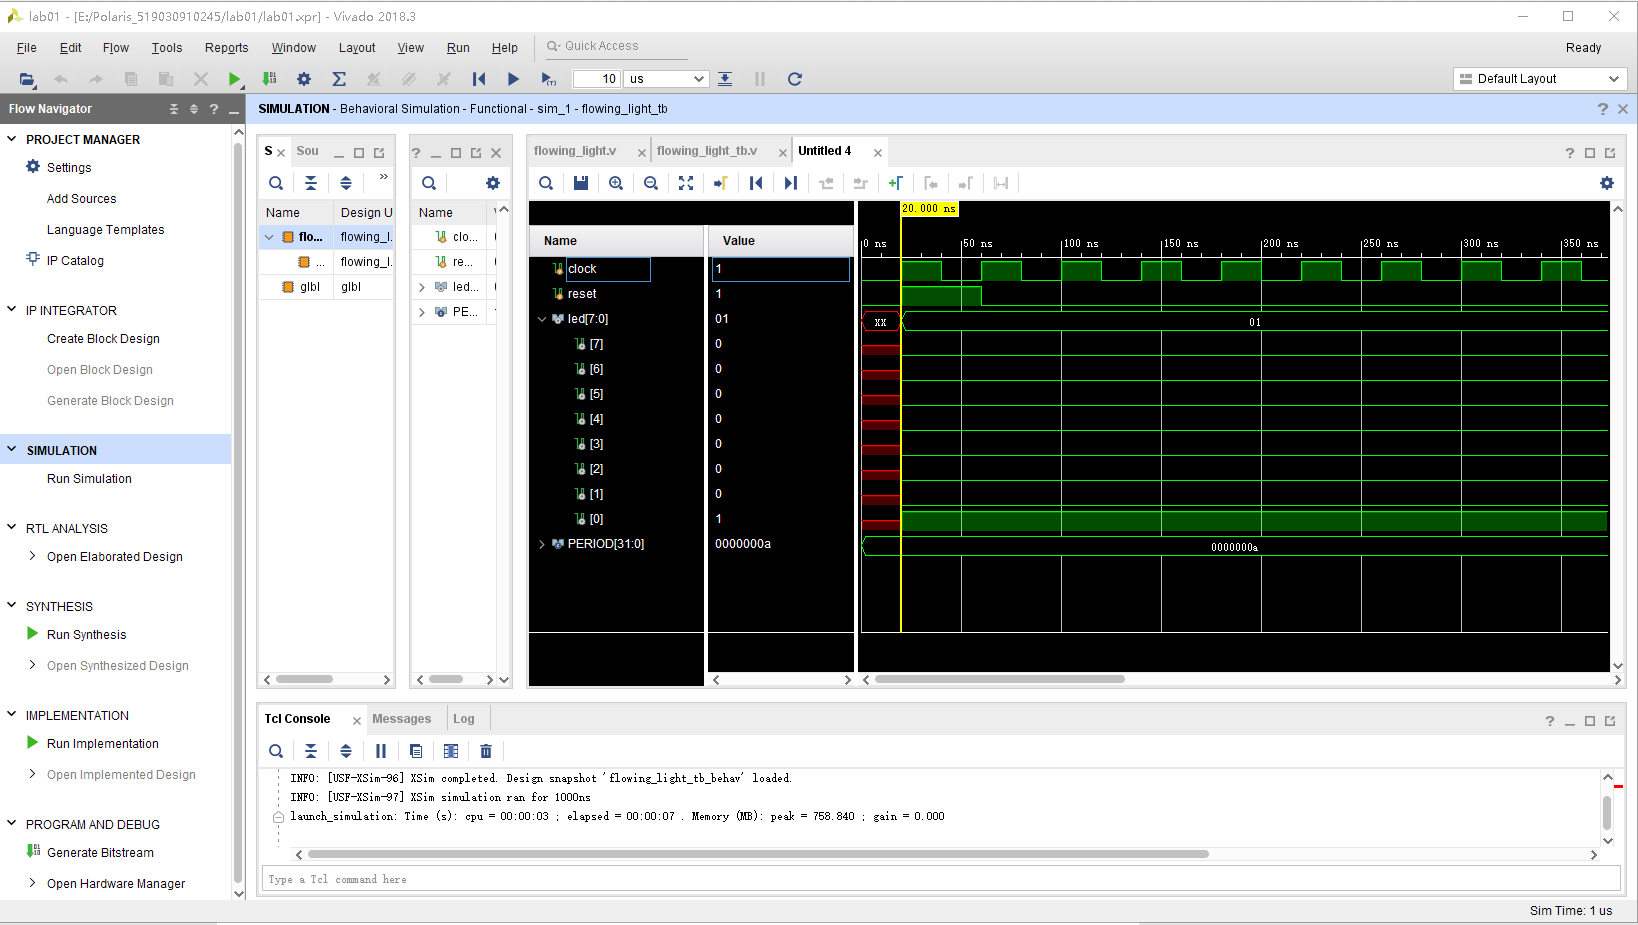 lab01 - [E:/Polaris_519030910245/lab01/lab01.xpr] - Vivado 2018.3
File Edit Flow Tools Reports Window Layout View Run Help Quick Access Ready
10 us Default Layout
Flow Navigator
SIMULATION - Behavioral Simulation - Functional - sim_1 - flowing_light_tb
PROJECT MANAGER
Settings
Add Sources
Language Templates
IP Catalog
IP INTEGRATOR
Create Block Design
Open Block Design
Generate Block Design
SIMULATION
Run Simulation
RTL ANALYSIS
Open Elaborated Design
SYNTHESIS
Run Synthesis
Open Synthesized Design
IMPLEMENTATION
Run Implementation
Open Implemented Design
PROGRAM AND DEBUG
Generate Bitstream
Open Hardware Manager
S Sou
Name Design U
flo... flowing_l.
... flowing_l.
glbl glbl
Name
clo...
re...
led...
PE...
flowing_light.v flowing_light_tb.v Untitled 4
Name Value
clock 1
reset 1
led[7:0] 01
[7] 0
[6] 0
[5] 0
[4] 0
[3] 0
[2] 0
[1] 0
[0] 1
PERIOD[31:0] 0000000a
20.000 ns
0 ns 50 ns 100 ns 150 ns 200 ns 250 ns 300 ns 350 ns
XX 01
0000000a
Tcl Console Messages Log
INFO: [USF-XSim-96] XSim completed. Design snapshot 'flowing_light_tb_behav' loaded.
INFO: [USF-XSim-97] XSim simulation ran for 1000ns
launch_simulation: Time (s): cpu = 00:00:03 ; elapsed = 00:00:07 . Memory (MB): peak = 758.840 ; gain = 0.000
Type a Tcl command here
Sim Time: 1 us